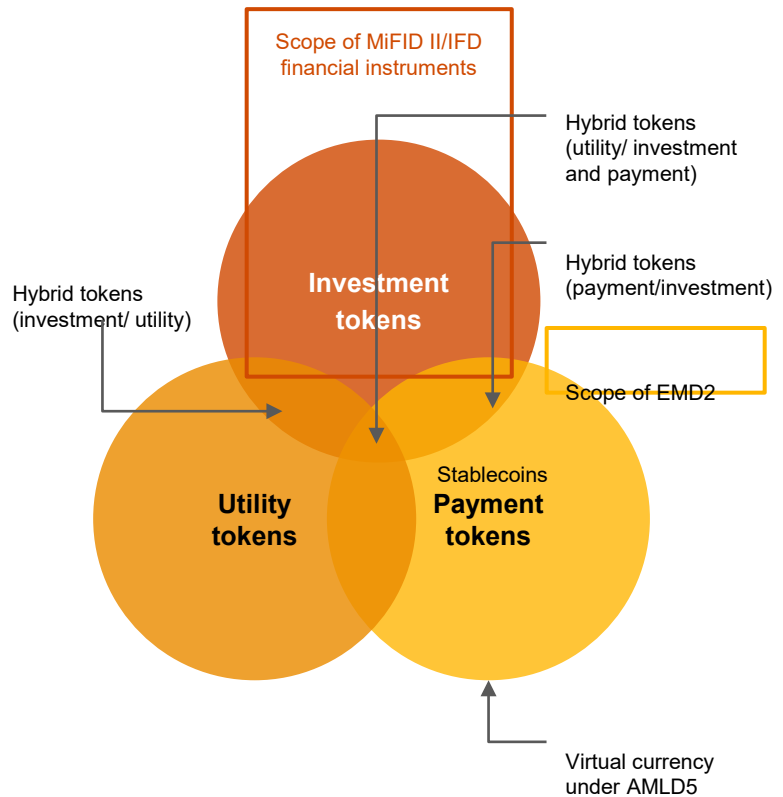 Scope of MiFID II/IFD
financial instruments
Hybrid tokens
(utility/ investment
and payment)
Hybrid tokens
(payment/investment)
Investment
tokens
Hybrid tokens
(investment/ utility)
Scope of EMD2
Stablecoins
Utility
tokens
Payment
tokens
Virtual currency
under AMLD5